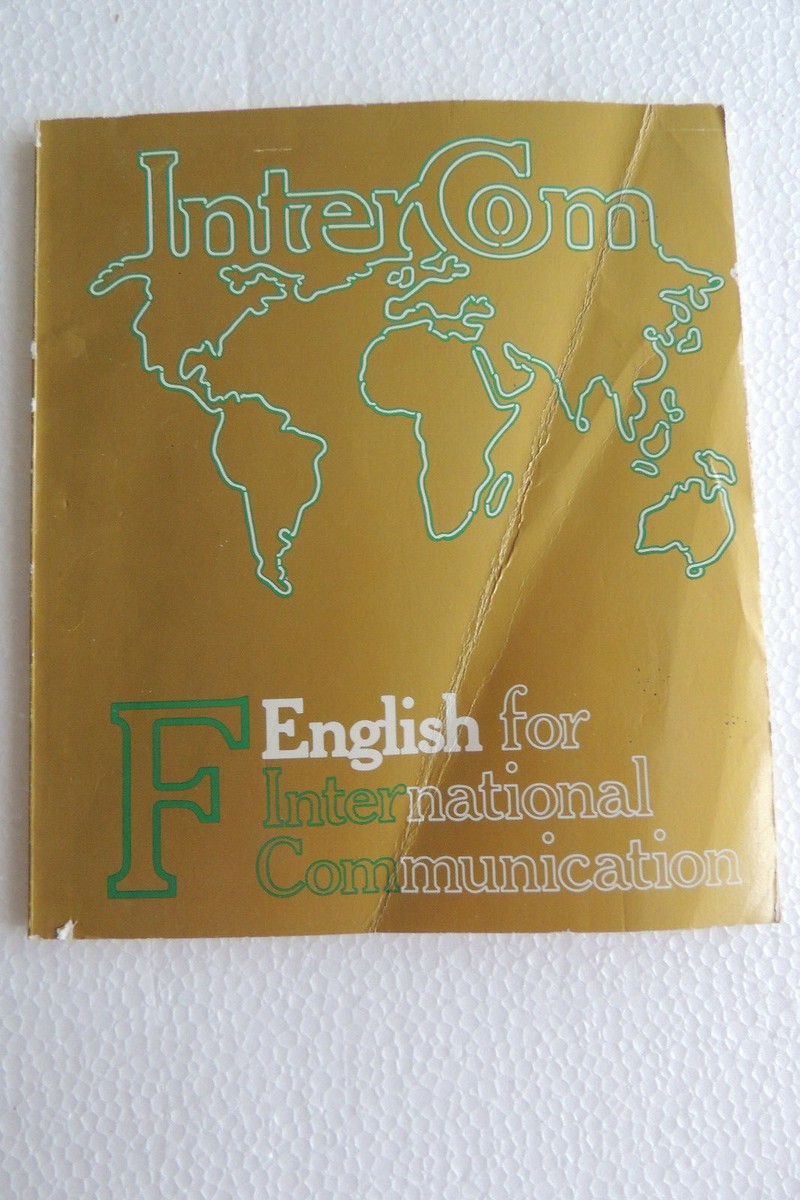 InterCom
F
English for
International
Communication